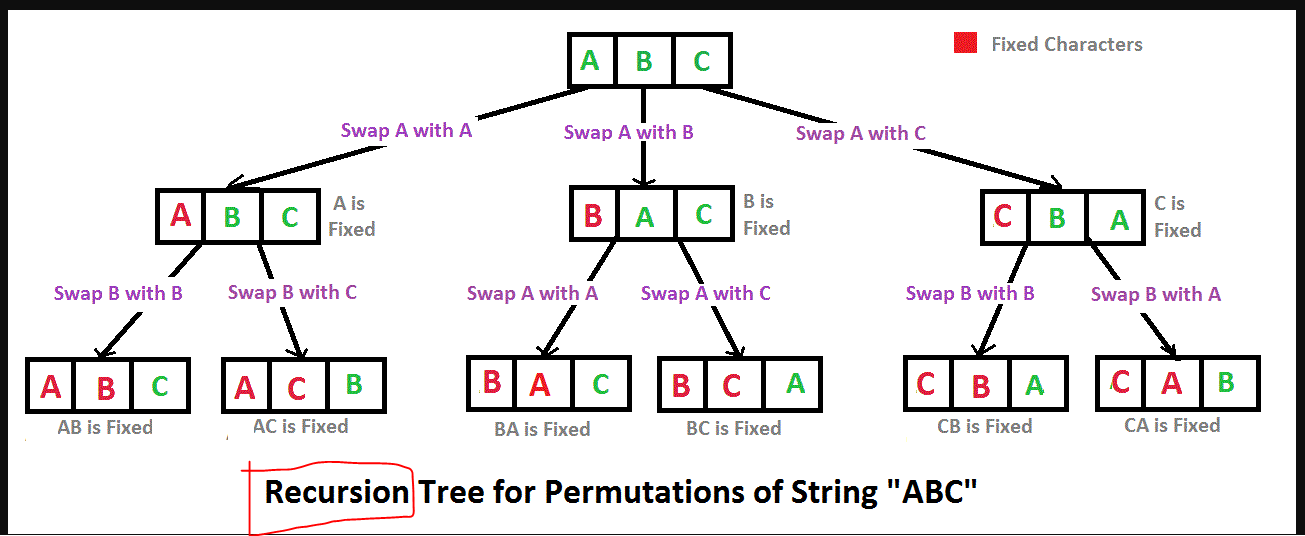 A B C
Fixed Characters
Swap A with A
Swap A with B
Swap A with C
A B C
A is
Fixed
B A C
B is
Fixed
C B A
C is
Fixed
Swap B with B
Swap B with C
Swap A with A
Swap A with C
Swap B with B
Swap B with A
A B C
A C B
B A C
B C A
C B A
C A B
AB is Fixed
AC is Fixed
BA is Fixed
BC is Fixed
CB is Fixed
CA is Fixed
Recursion Tree for Permutations of String "ABC"